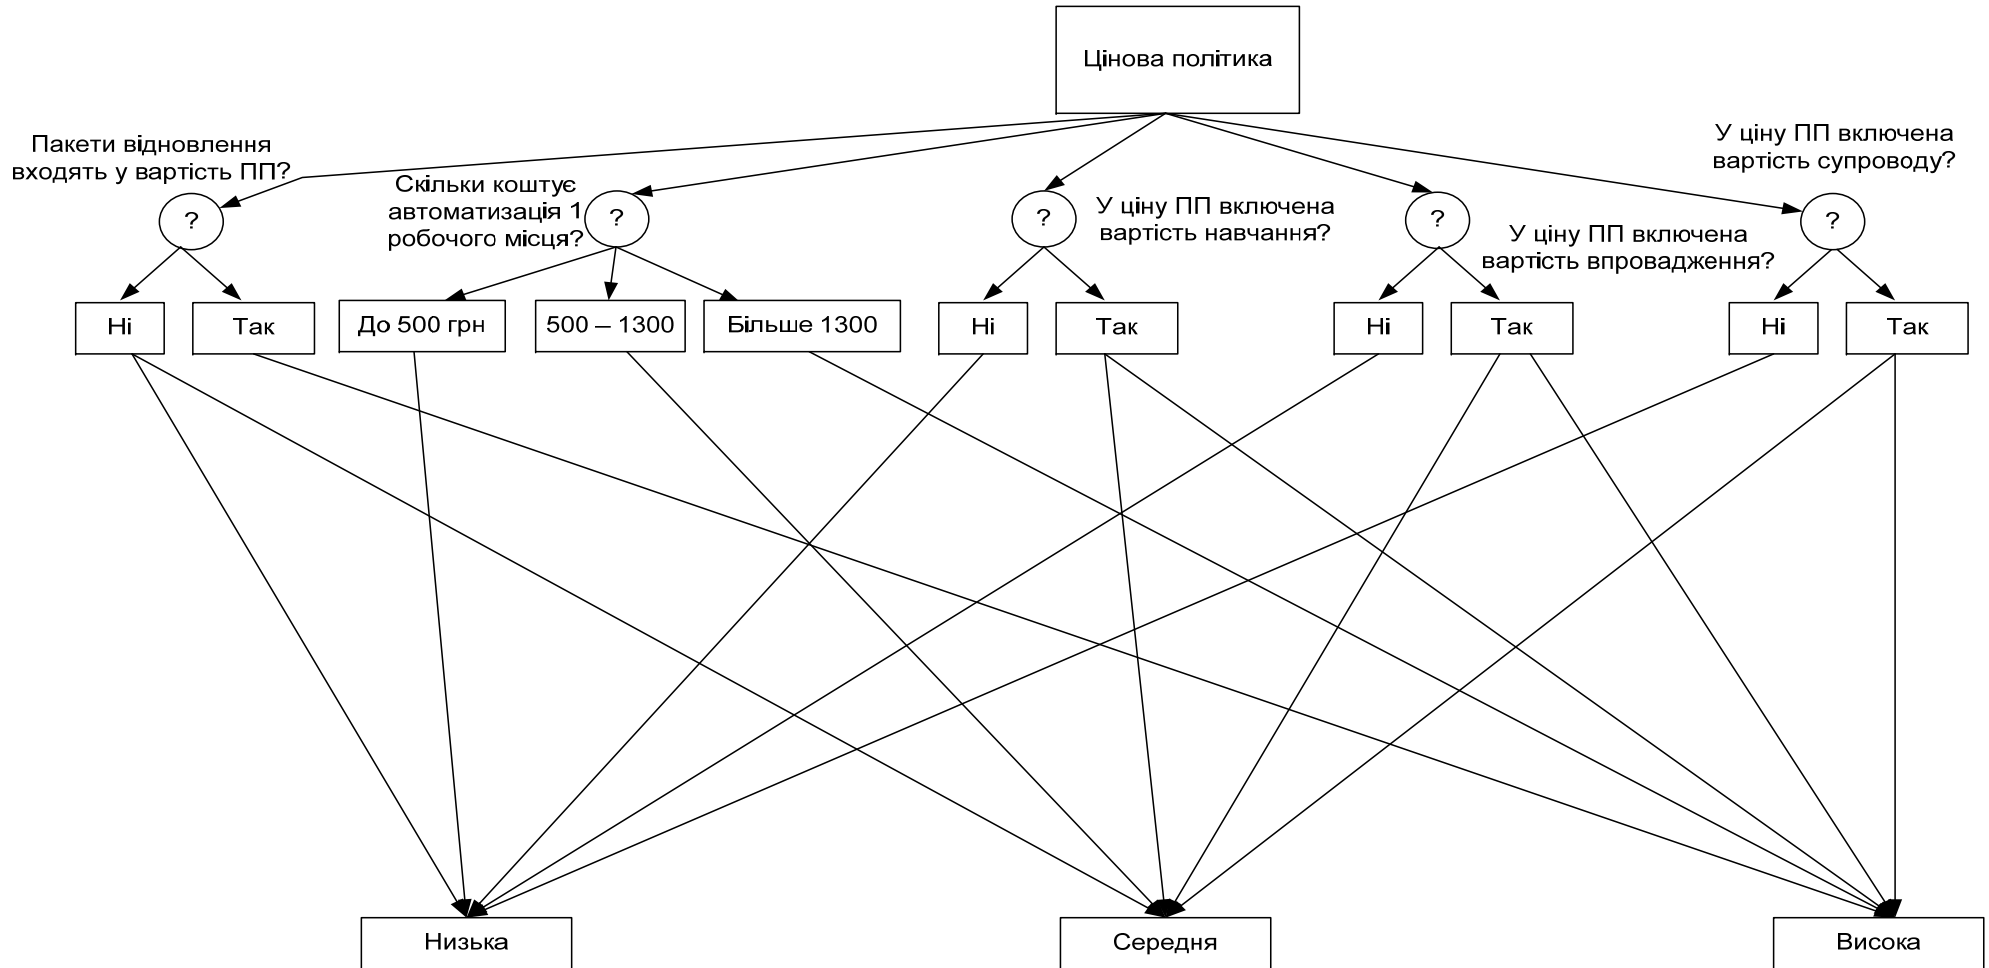 Цінова політика
Пакети відновлення
входять у вартість ПП?
?
Скільки коштує
автоматизація 1
робочого місця?
?
?
У ціну ПП включена
вартість навчання?
?
У ціну ПП включена
вартість впровадження?
У ціну ПП включена
вартість супроводу?
?
Ні
Так
До 500 грн
500 – 1300
Більше 1300
Ні
Так
Ні
Так
Ні
Так
Низька
Середня
Висока